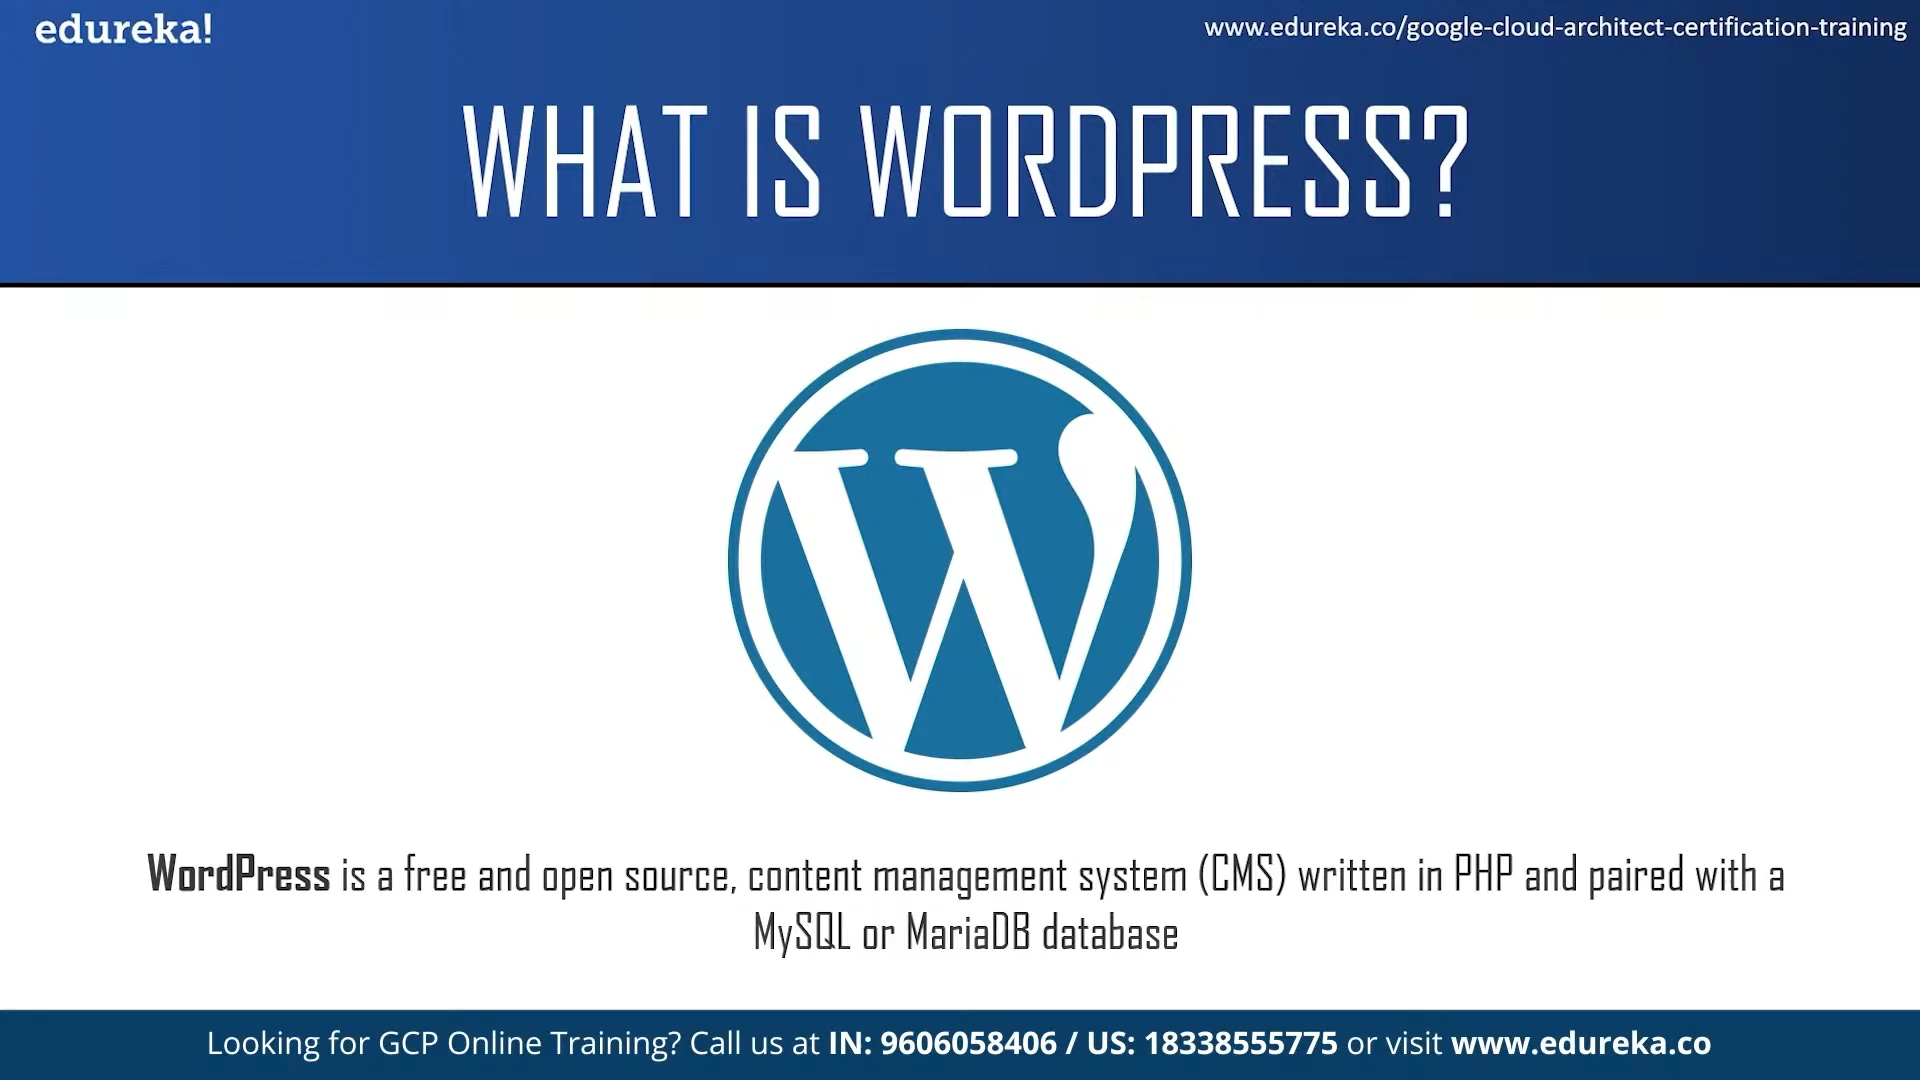 edureka!
www.edureka.co/google-cloud-architect-certification-training
WHAT IS WORDPRESS?
WordPress is a free and open source, content management system (CMS) written in PHP and paired with a
MySQL or MariaDB database
Looking for GCP Online Training? Call us at IN: 9606058406 / US: 18338555775 or visit www.edureka.co